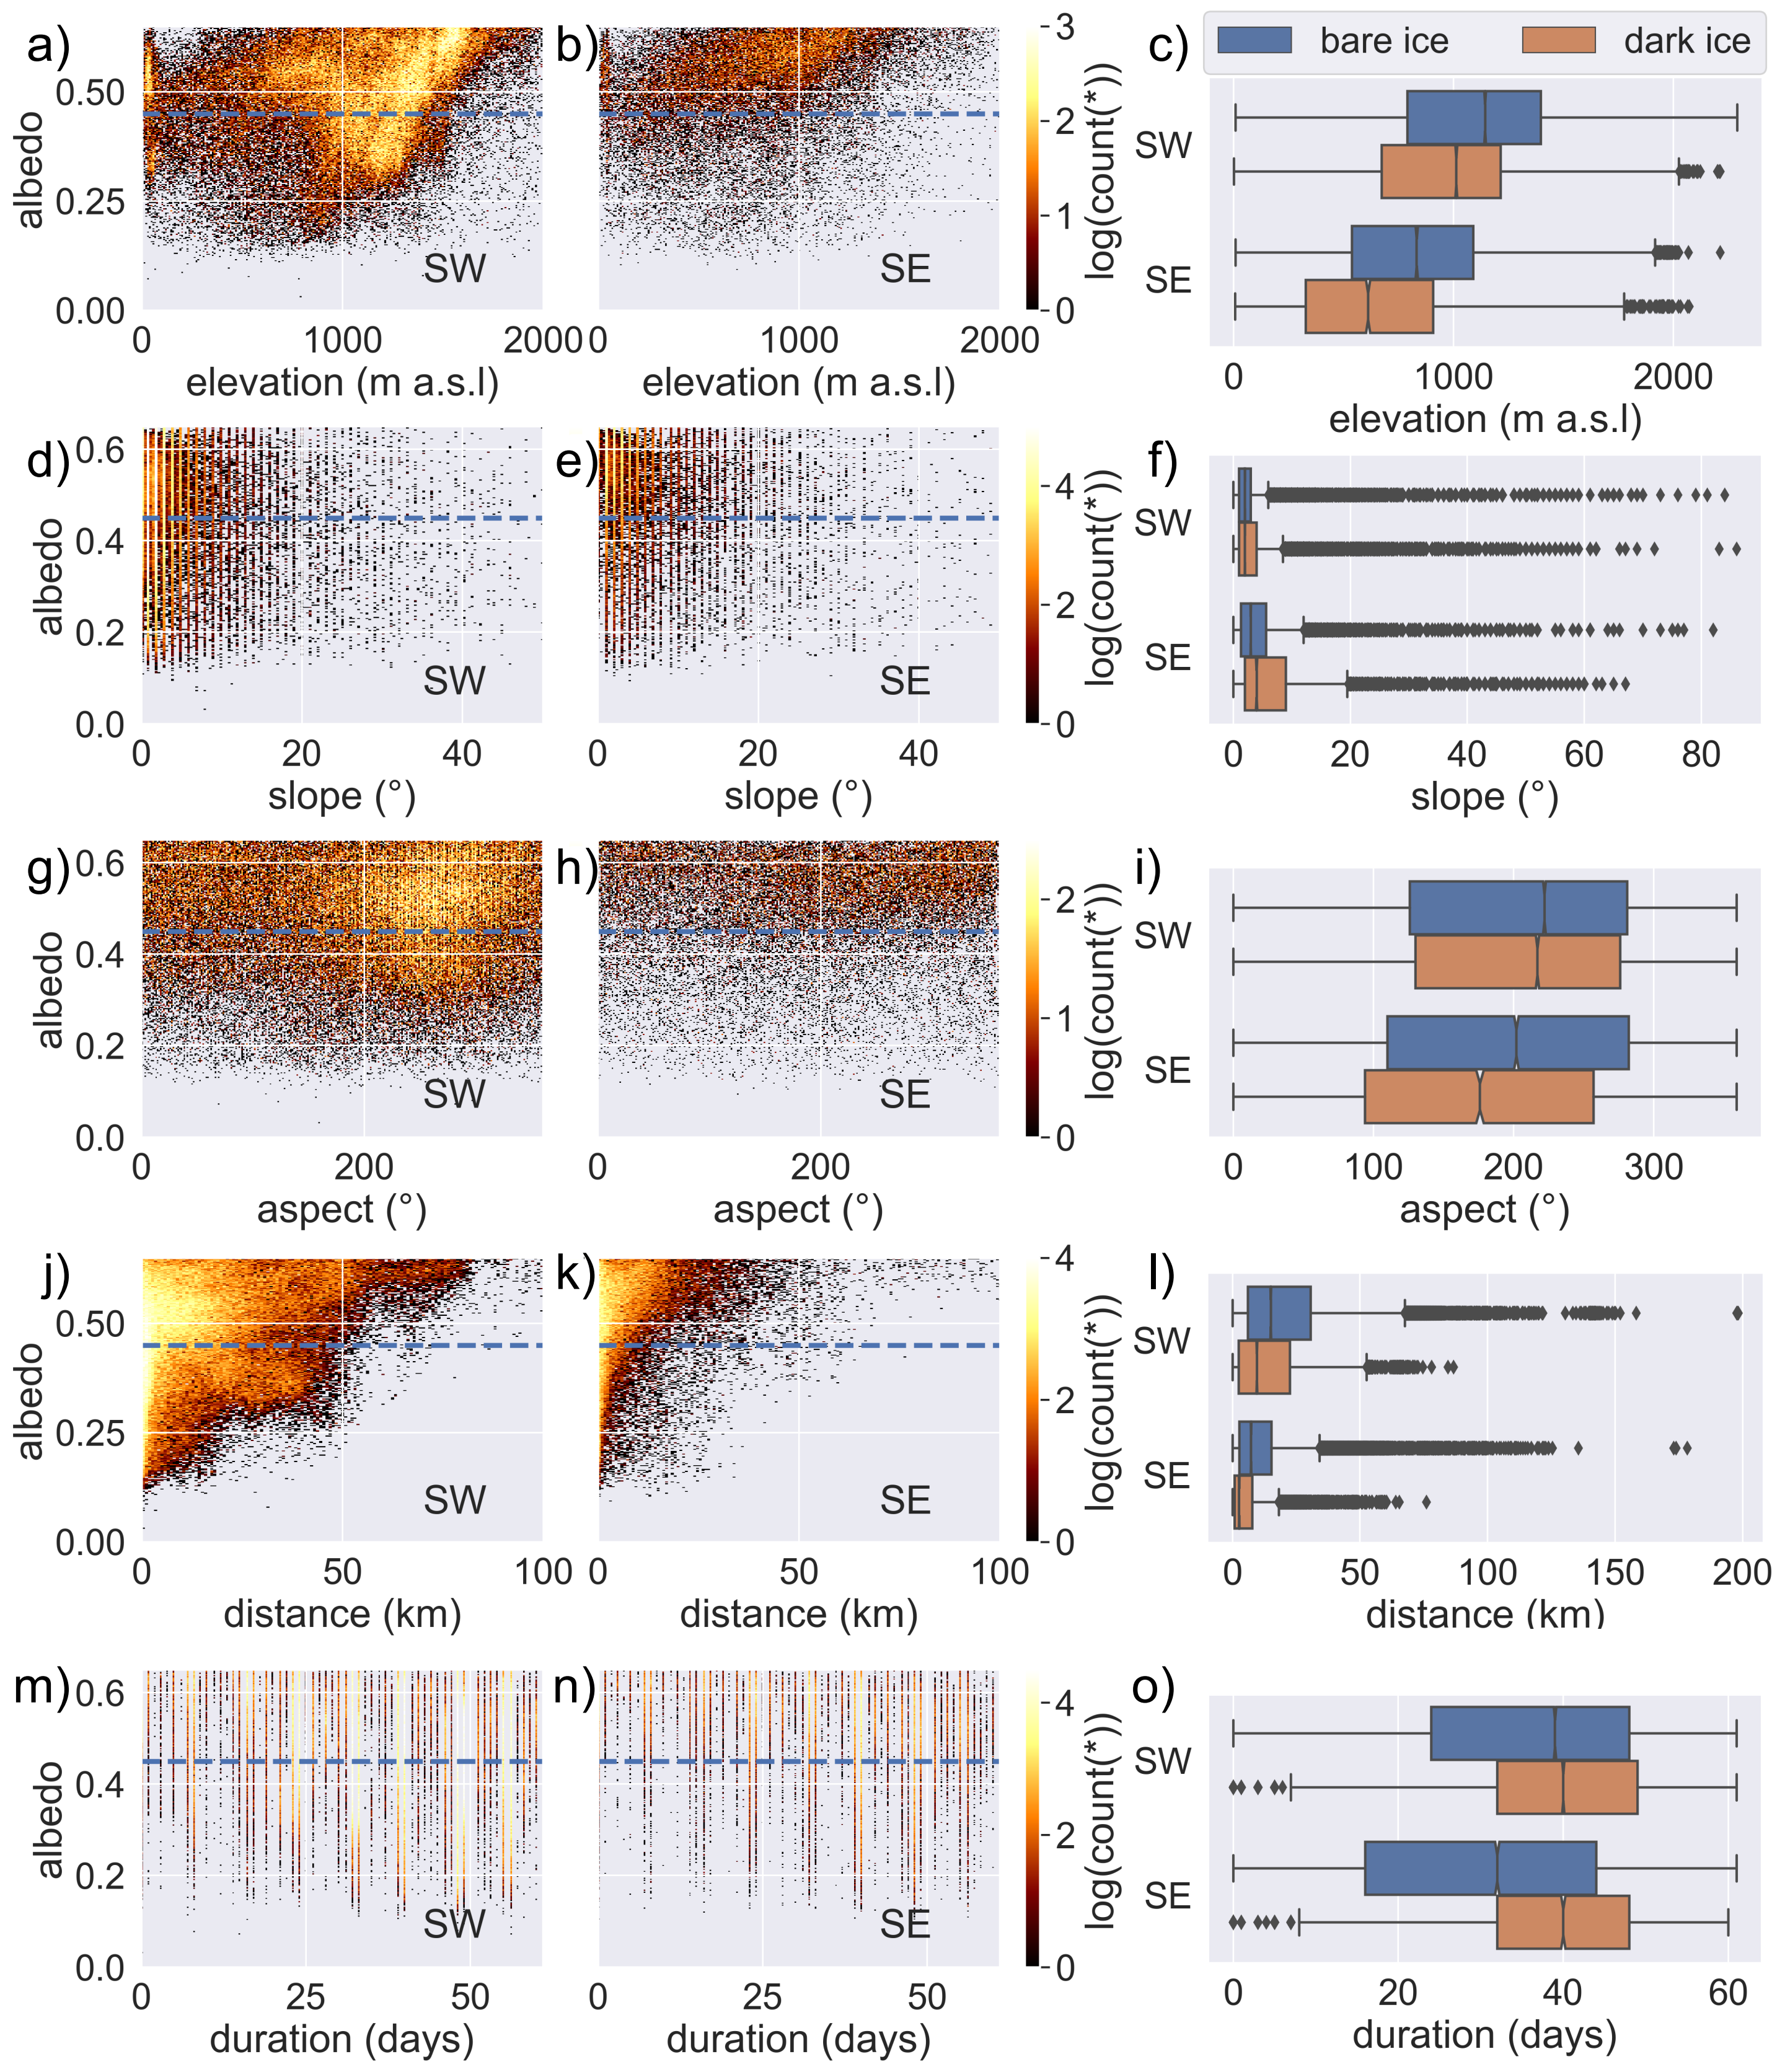 a)
b)
c)
bare ice
dark ice
albedo
0.50
0.25
0.00
SW
SE
0
1000
2000
0
1000
2000
elevation (m a.s.l)
elevation (m a.s.l)
3
2
1
0
log(count(*))
SW
SE
0
1000
2000
elevation (m a.s.l)
d)
e)
f)
albedo
0.6
0.4
0.2
0.0
SW
SE
0
20
40
0
20
40
slope (°)
slope (°)
4
2
0
log(count(*))
SW
SE
0
20
40
60
80
slope (°)
g)
h)
i)
albedo
0.6
0.4
0.2
0.0
SW
SE
0
200
0
200
aspect (°)
aspect (°)
2
1
0
log(count(*))
SW
SE
0
100
200
300
aspect (°)
j)
k)
l)
albedo
0.50
0.25
0.00
SW
SE
0
50
100
0
50
100
distance (km)
distance (km)
4
2
0
log(count(*))
SW
SE
0
50
100
150
200
distance (km)
m)
n)
o)
albedo
0.6
0.4
0.2
0.0
SW
SE
0
25
50
0
25
50
duration (days)
duration (days)
4
2
0
log(count(*))
SW
SE
0
20
40
60
duration (days)